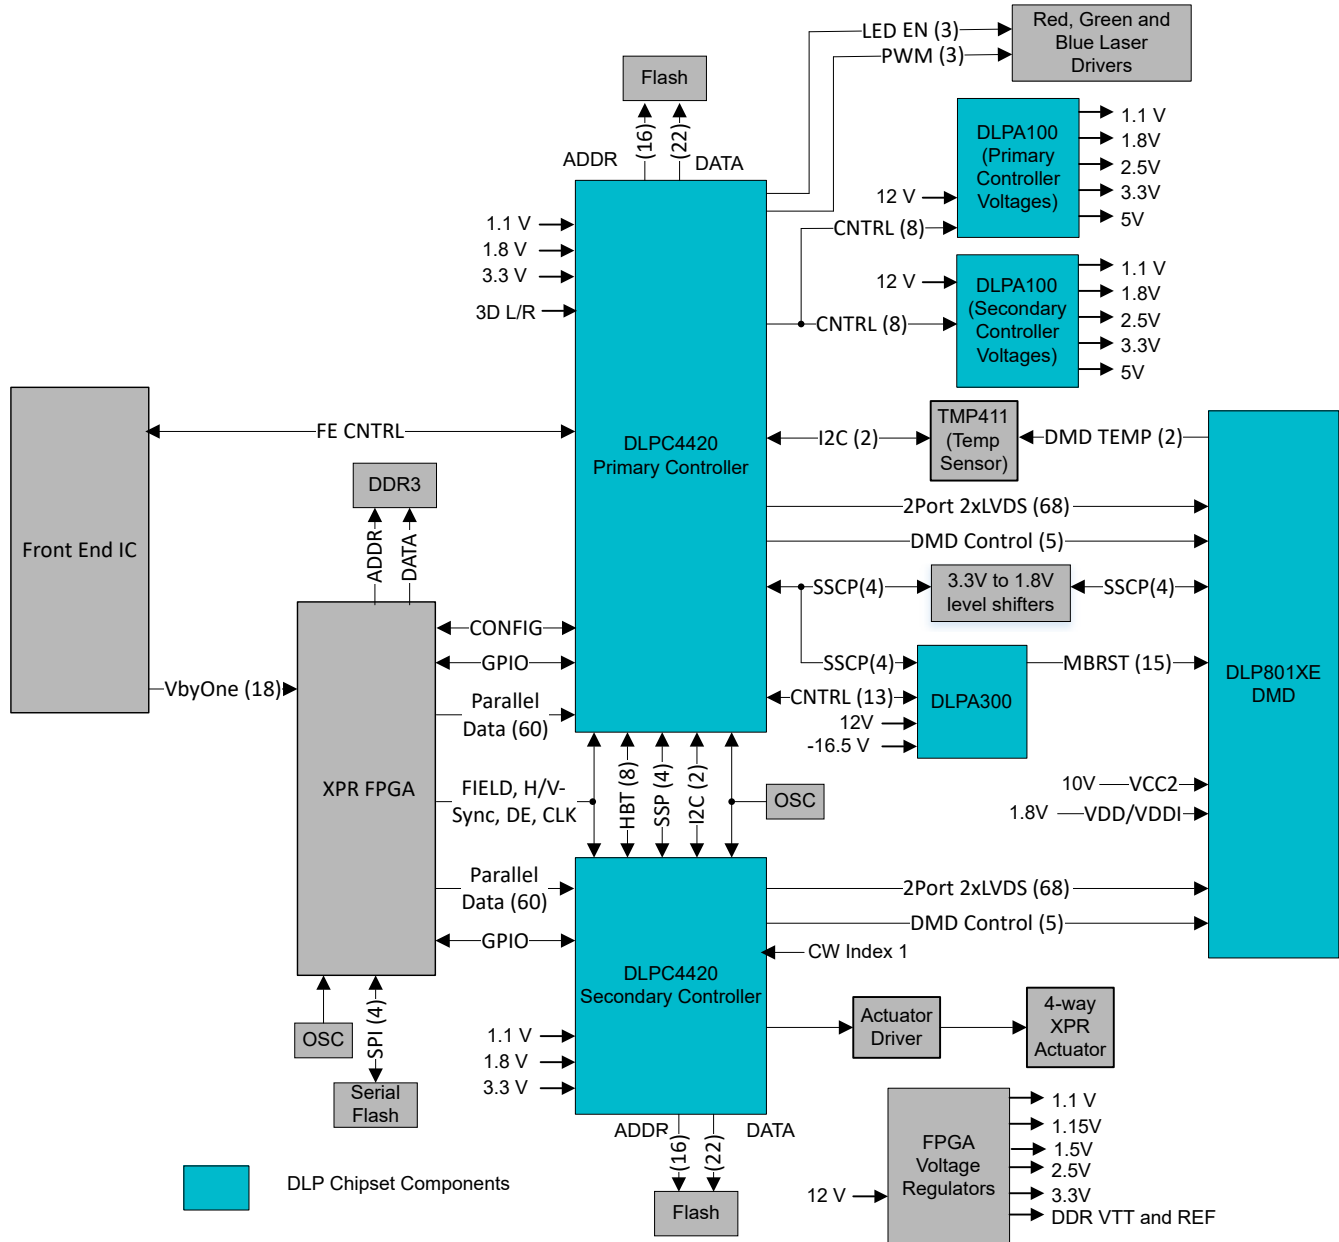 LED EN (3)
PWM (3)
Red, Green and
Blue Laser
Drivers
Flash
ADDR
(16)
(22)
DATA
DLPA100
(Primary
Controller
Voltages)
12 V
CNTRL (8)
1.1 V
1.8V
2.5V
3.3V
5V
1.1 V
1.8 V
3.3 V
3D L/R
12 V
CNTRL (8)
DLPA100
(Secondary
Controller
Voltages)
1.1 V
1.8V
2.5V
3.3V
5V
FE CNTRL
DLPC4420
Primary Controller
I2C (2)
TMP411
(Temp
Sensor)
DMD TEMP (2)
Front End IC
DDR3
ADDR
DATA
2Port 2xLVDS (68)
DMD Control (5)
SSCP(4)
3.3V to 1.8V
level shifters
SSCP(4)
CONFIG
GPIO
SSCP(4)
CNTRL (13)
12V
-16.5 V
DLPA300
MBRST (15)
DLP801XE
DMD
VbyOne (18)
Parallel
Data (60)
XPR FPGA
FIELD, H/V-
Sync, DE, CLK
HBT (8)
SSP (4)
I2C (2)
OSC
10V
VCC2
1.8V
VDD/VDDI
Parallel
Data (60)
GPIO
2Port 2xLVDS (68)
DMD Control (5)
CW Index 1
DLPC4420
Secondary Controller
OSC
SPI (4)
Serial
Flash
1.1 V
1.8 V
3.3 V
Actuator
Driver
4-way
XPR
Actuator
ADDR
(16)
(22)
DATA
Flash
12 V
FPGA
Voltage
Regulators
1.1 V
1.15V
1.5V
2.5V
3.3V
DDR VTT and REF
DLP Chipset Components